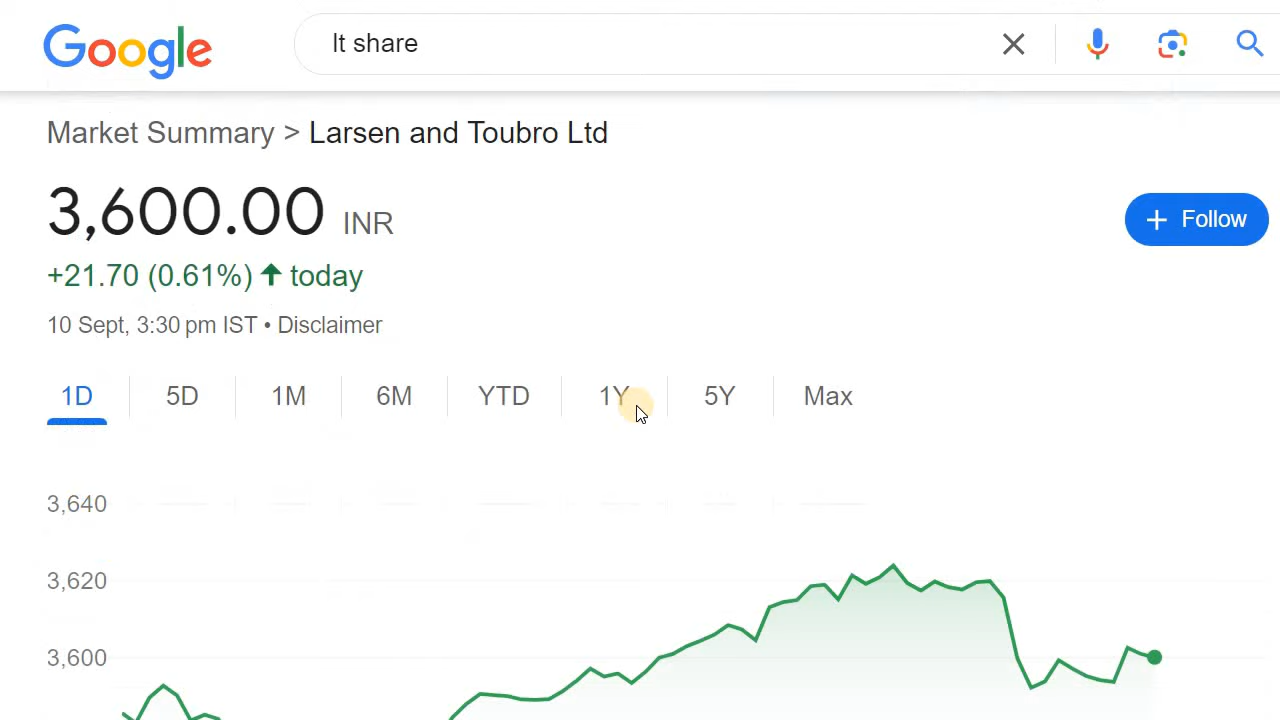 Google
lt share
Market Summary > Larsen and Toubro Ltd
3,600.00 INR
+ Follow
+21.70 (0.61%) ↑ today
10 Sept, 3:30 pm IST • Disclaimer
1D 5D 1M 6M YTD 1Y 5Y Max
3,640
3,620
3,600